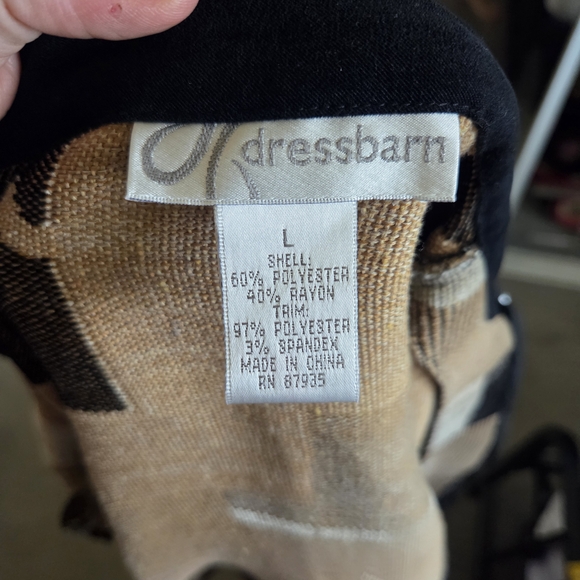 dressbarn
L
SHELL:
60% POLYESTER
40% RAYON
TRIM:
97% POLYESTER
3% SPANDEX
MADE IN CHINA
RN 87935